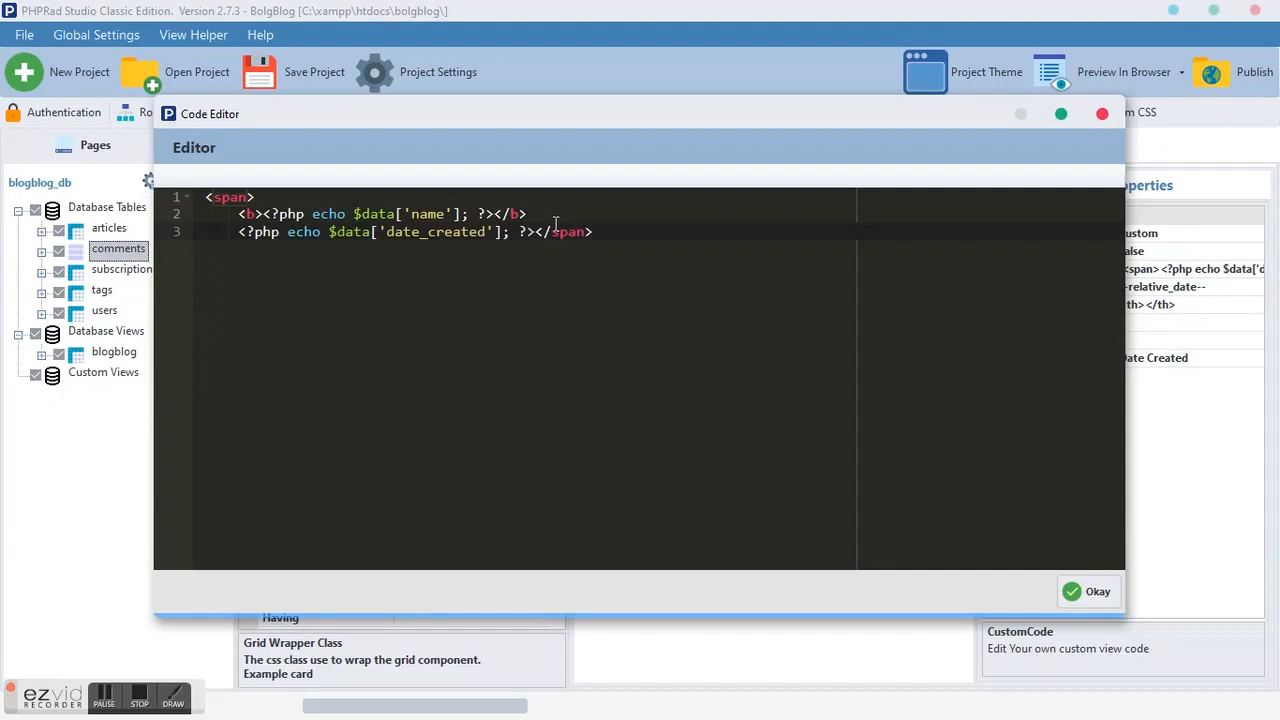 PHPRad Studio Classic Edition. Version 2.7.3 - BolgBlog [C:\xampp\htdocs\bolgblog\]
File Global Settings View Helper Help
New Project Open Project Save Project Project Settings Project Theme Preview In Browser Publish
Authentication Ro m CSS
Code Editor
Pages
Editor
blogblog_db
operties
Database Tables
articles
comments
subscription
tags
users
Database Views
blogblog
Custom Views
1 <span>
2 <b><?php echo $data['name']; ?></b>
3 <?php echo $data['date_created']; ?></span>
ustom
alse
<span> <?php echo $data['d
--relative_date--
<th> </th>
Date Created
Okay
Having
Grid Wrapper Class
The css class use to wrap the grid component.
Example card
CustomCode
Edit Your own custom view code
ezvid
RECORDER
PAUSE STOP DRAW